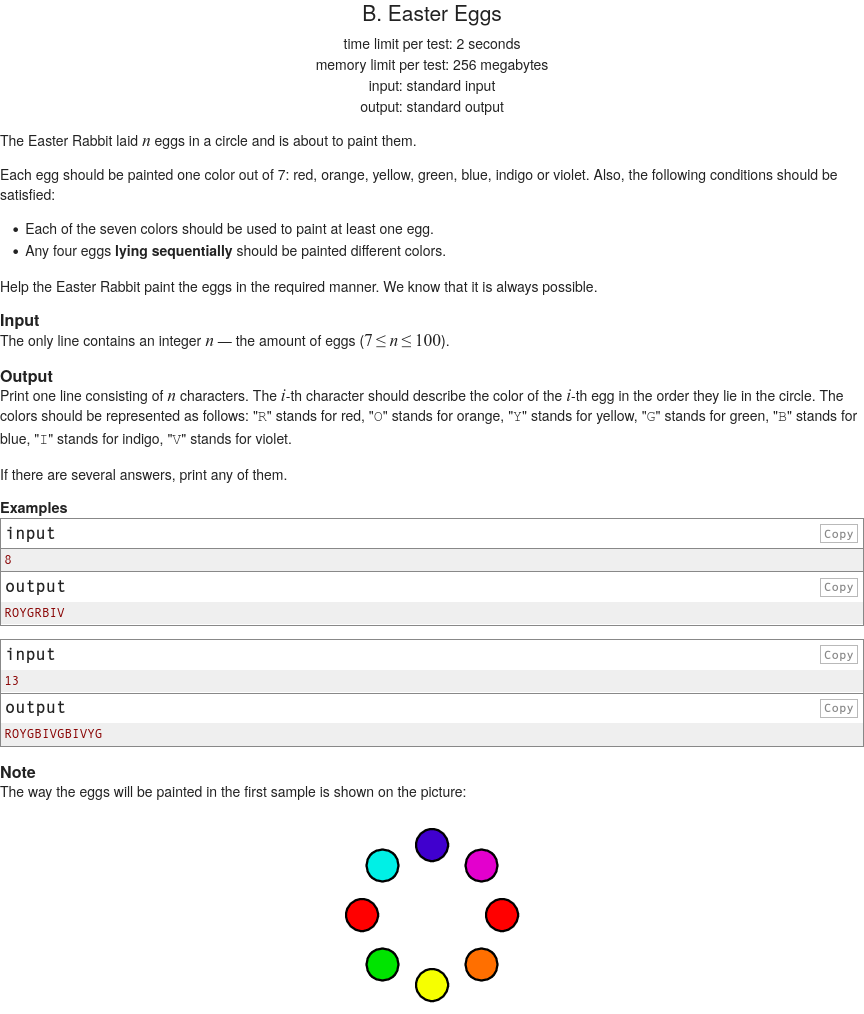 B. Easter Eggs
time limit per test: 2 seconds
memory limit per test: 256 megabytes
input: standard input
output: standard output
The Easter Rabbit laid n eggs in a circle and is about to paint them.
Each egg should be painted one color out of 7: red, orange, yellow, green, blue, indigo or violet. Also, the following conditions should be
satisfied:
• Each of the seven colors should be used to paint at least one egg.
• Any four eggs lying sequentially should be painted different colors.
Help the Easter Rabbit paint the eggs in the required manner. We know that it is always possible.
Input
The only line contains an integer n — the amount of eggs (7 ≤ n ≤ 100).
Output
Print one line consisting of n characters. The i-th character should describe the color of the i-th egg in the order they lie in the circle. The
colors should be represented as follows: "R" stands for red, "O" stands for orange, "Y" stands for yellow, "G" stands for green, "B" stands for
blue, "I" stands for indigo, "V" stands for violet.
If there are several answers, print any of them.
Examples
input Copy
8
output Copy
ROYGRBIV
input Copy
13
output Copy
ROYGBIVGBIVYG
Note
The way the eggs will be painted in the first sample is shown on the picture: